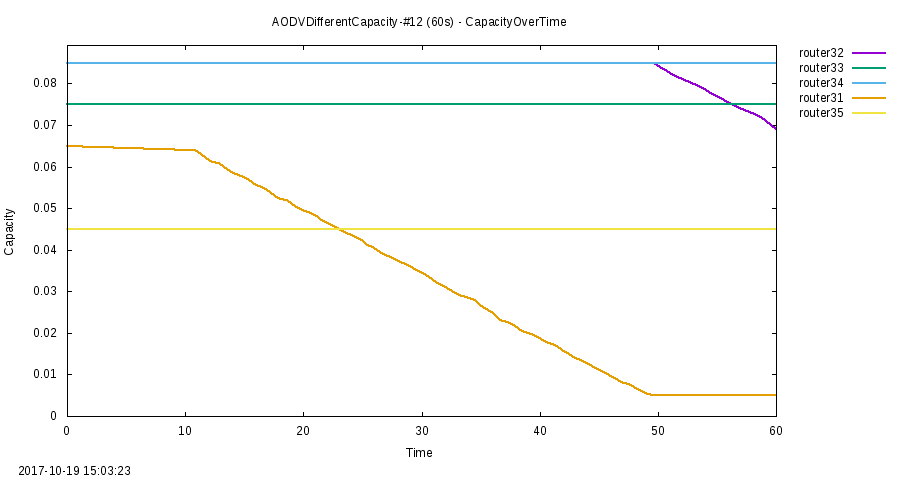 AODVDifferentCapacity-#12 (60s) - CapacityOverTime
router32
router33
router34
router31
router35
0.08
0.07
0.06
0.05
0.04
0.03
0.02
0.01
0
Capacity
0 10 20 30 40 50 60
Time
2017-10-19 15:03:23